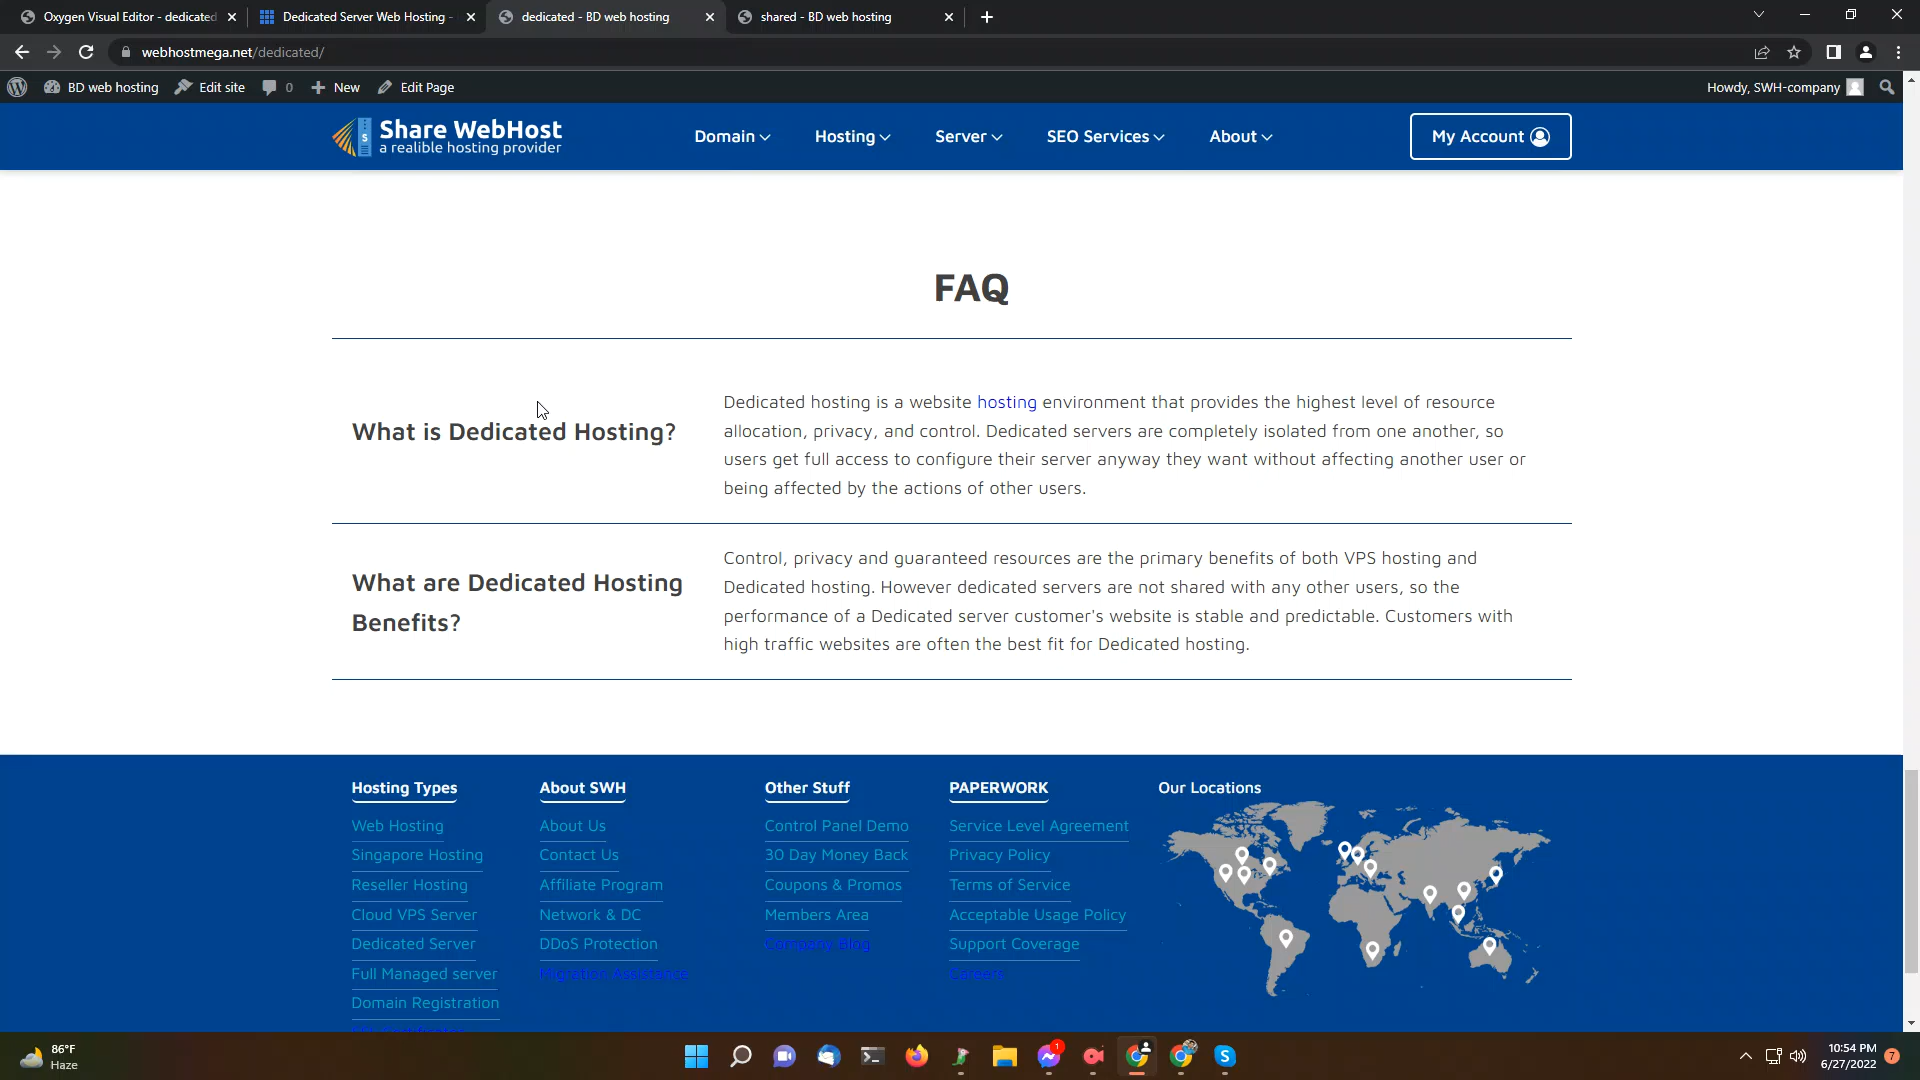 Oxygen Visual Editor - dedicated
Dedicated Server Web Hosting -
dedicated - BD web hosting
shared - BD web hosting
webhostmega.net/dedicated/
BD web hosting
Edit site
0
New
Edit Page
Howdy, SWH-company
Share WebHost
a realible hosting provider
S
Domain
Hosting
Server
SEO Services
About
My Account
FAQ
What is Dedicated Hosting?
Dedicated hosting is a website hosting environment that provides the highest level of resource
allocation, privacy, and control. Dedicated servers are completely isolated from one another, so
users get full access to configure their server anyway they want without affecting another user or
being affected by the actions of other users.
What are Dedicated Hosting
Benefits?
Control, privacy and guaranteed resources are the primary benefits of both VPS hosting and
Dedicated hosting. However dedicated servers are not shared with any other users, so the
performance of a Dedicated server customer's website is stable and predictable. Customers with
high traffic websites are often the best fit for Dedicated hosting.
Hosting Types
Web Hosting
Singapore Hosting
Reseller Hosting
Cloud VPS Server
Dedicated Server
Full Managed server
Domain Registration
About SWH
About Us
Contact Us
Affiliate Program
Network & DC
DDoS Protection
Migration Assistance
Other Stuff
Control Panel Demo
30 Day Money Back
Coupons & Promos
Members Area
Company Blog
PAPERWORK
Service Level Agreement
Privacy Policy
Terms of Service
Acceptable Usage Policy
Support Coverage
Careers
Our Locations
86°F
Haze
1
10:54 PM
6/27/2022
7